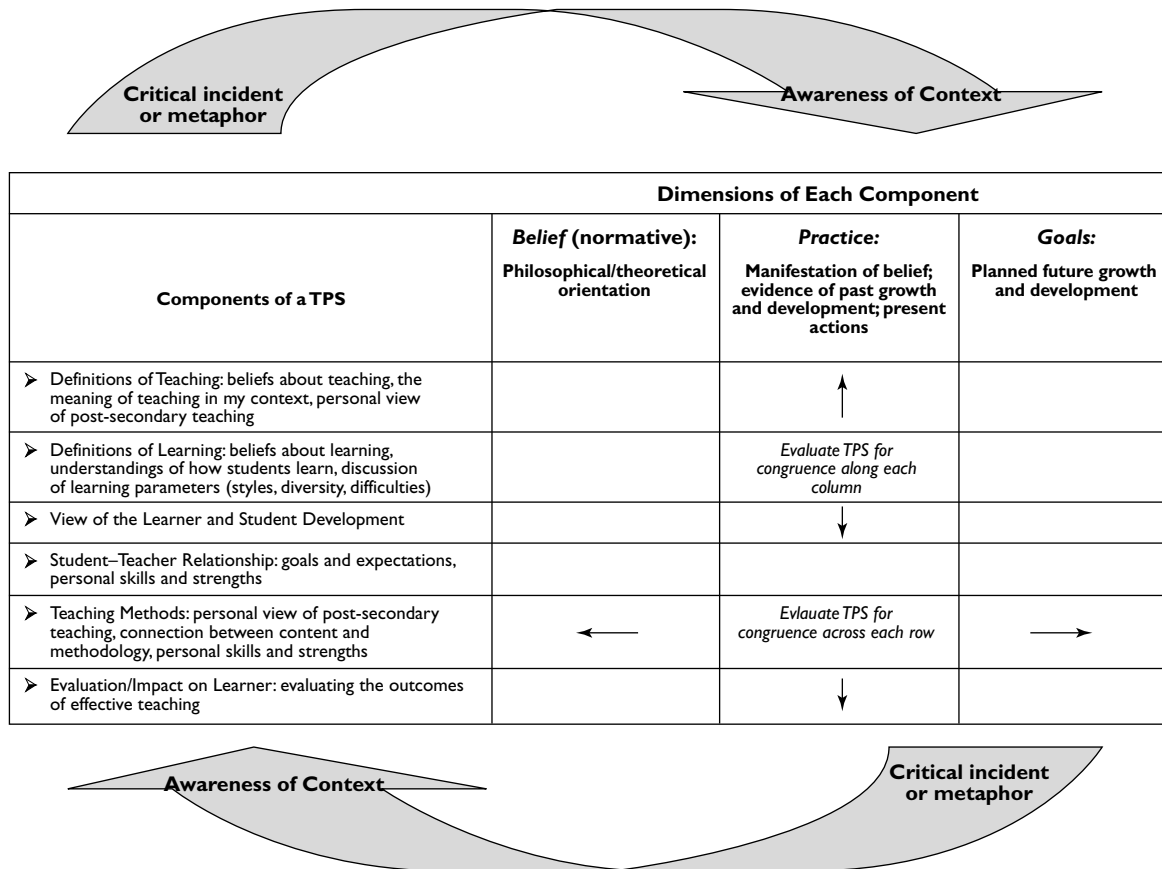 Critical incident
or metaphor
Awareness of Context
Dimensions of Each Component
Components of a TPS
Belief (normative):
Philosophical/theoretical
orientation
Practice:
Manifestation of belief;
evidence of past growth
and development; present
actions
Goals:
Planned future growth
and development
➢ Definitions of Teaching: beliefs about teaching, the
meaning of teaching in my context, personal view
of post-secondary teaching
➢ Definitions of Learning: beliefs about learning,
understandings of how students learn, discussion
of learning parameters (styles, diversity, difficulties)
Evaluate TPS for
congruence along each
column
➢ View of the Learner and Student Development
➢ Student–Teacher Relationship: goals and expectations,
personal skills and strengths
➢ Teaching Methods: personal view of post-secondary
teaching, connection between content and
methodology, personal skills and strengths
Evlauate TPS for
congruence across each row
➢ Evaluation/Impact on Learner: evaluating the outcomes
of effective teaching
Awareness of Context
Critical incident
or metaphor